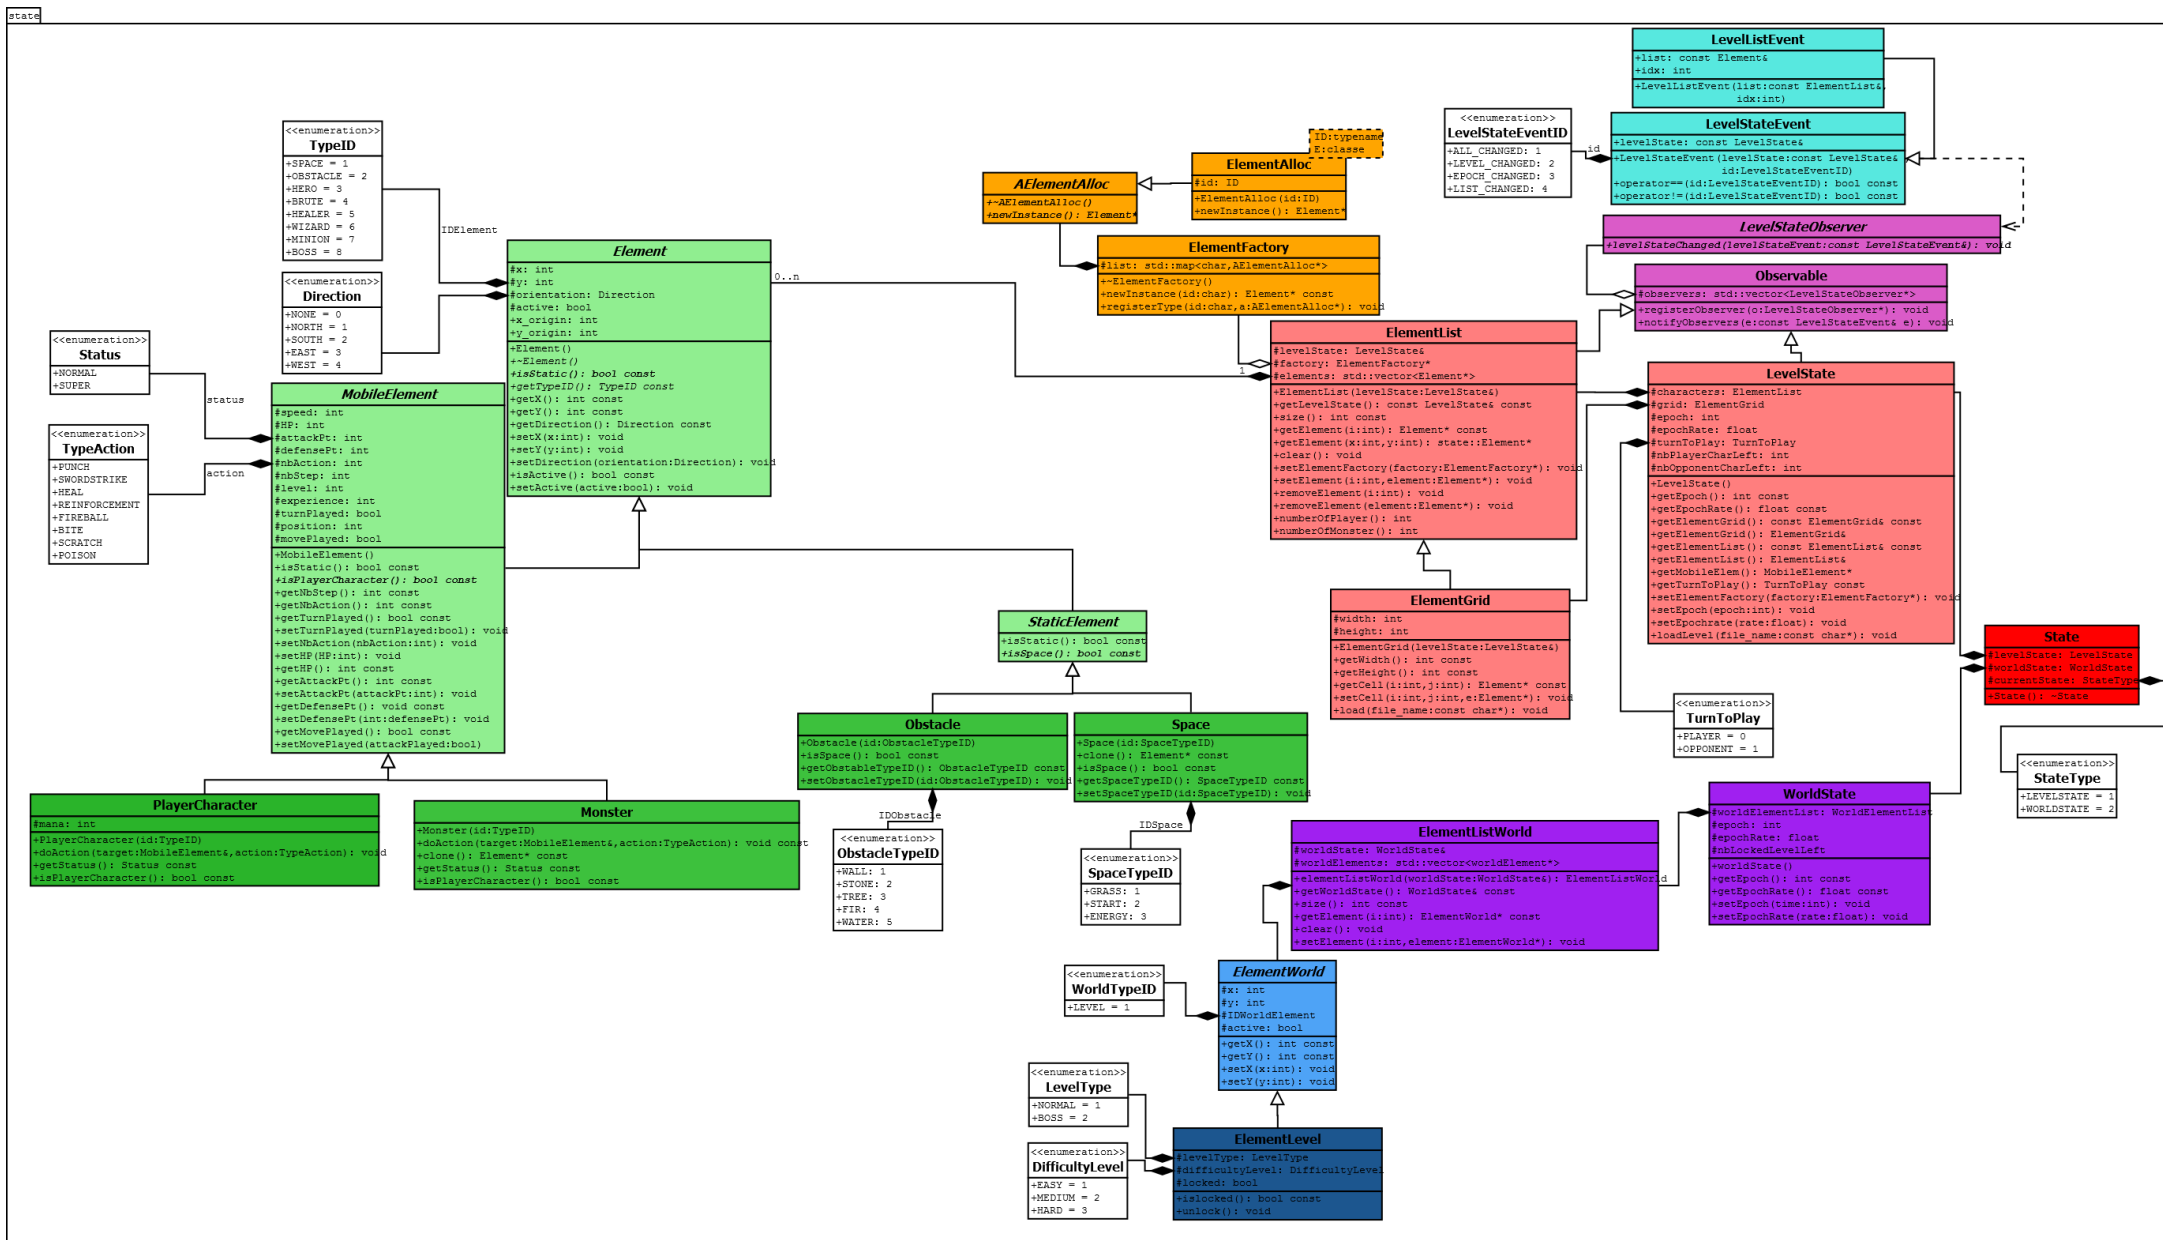 state
LevelListEvent
+list: const Element&
+idx: int
+LevelListEvent(list:const ElementList&,
idx:int)
<<enumeration>>
LevelStateEventID
+ALL_CHANGED: 1
+LEVEL_CHANGED: 2
+EPOCH_CHANGED: 3
+LIST_CHANGED: 4
id
LevelStateEvent
+levelState: const LevelState&
+LevelStateEvent(levelState:const LevelState&
id:LevelStateEventID)
+operator==(id:LevelStateEventID): bool const
+operator!=(id:LevelStateEventID): bool const
<<enumeration>>
TypeID
+SPACE = 1
+OBSTACLE = 2
+HERO = 3
+BRUTE = 4
+HEALER = 5
+WIZARD = 6
+MINION = 7
+BOSS = 8
IDElement
ID:typename
E:classe
ElementAlloc
#id: ID
+ElementAlloc(id:ID)
+newInstance(): Element*
AElementAlloc
+~AElementAlloc()
+newInstance(): Element*
LevelStateObserver
+levelStateChanged(levelStateEvent:const LevelStateEvent&): void
ElementFactory
#list: std::map<char,AElementAlloc*>
+~ElementFactory()
+newInstance(id:char): Element* const
+registerType(id:char,a:AElementAlloc*): void
Observable
#observers: std::vector<LevelStateObserver*>
+registerObserver(o:LevelStateObserver*): void
+notifyObservers(e:const LevelStateEvent& e): void
<<enumeration>>
Direction
+NONE = 0
+NORTH = 1
+SOUTH = 2
+EAST = 3
+WEST = 4
Element
#x: int
#y: int
#orientation: Direction
#active: bool
+x_origin: int
+y_origin: int
+Element()
+~Element()
+isStatic(): bool const
+getTypeID(): TypeID const
+getX(): int const
+getY(): int const
+getDirection(): Direction const
+setX(x:int): void
+setY(y:int): void
+setDirection(orientation:Direction): void
+isActive(): bool const
+setActive(active:bool): void
0..n
1
<<enumeration>>
Status
+NORMAL
+SUPER
status
<<enumeration>>
TypeAction
+PUNCH
+SWORDSTRIKE
+HEAL
+REINFORCEMENT
+FIREBALL
+BITE
+SCRATCH
+POISON
action
MobileElement
#speed: int
#HP: int
#attackPt: int
#defensePt: int
#nbAction: int
#nbStep: int
#level: int
#experience: int
#turnPlayed: bool
#position: int
#movePlayed: bool
+MobileElement()
+isStatic(): bool const
+isPlayerCharacter(): bool const
+getNbStep(): int const
+getNbAction(): int const
+getTurnPlayed(): bool const
+setTurnPlayed(turnPlayed:bool): void
+setNbAction(nbAction:int): void
+setHP(HP:int): void
+getHP(): int const
+getAttackPt(): int const
+setAttackPt(attackPt:int): void
+getDefensePt(): void const
+setDefensePt(int:defensePt): void
+getMovePlayed(): bool const
+setMovePlayed(attackPlayed:bool)
ElementList
#levelState: LevelState&
#factory: ElementFactory*
#elements: std::vector<Element*>
+ElementList(levelState:LevelState&)
+getLevelState(): const LevelState& const
+size(): int const
+getElement(i:int): Element* const
+getElement(x:int,y:int): state::Element*
+clear(): void
+setElementFactory(factory:ElementFactory*): void
+setElement(i:int,element:Element*): void
+removeElement(i:int): void
+removeElement(element:Element*): void
+numberOfPlayer(): int
+numberOfMonster(): int
LevelState
#characters: ElementList
#grid: ElementGrid
#epoch: int
#epochRate: float
#turnToPlay: TurnToPlay
#nbPlayerCharLeft: int
#nbOpponentCharLeft: int
+LevelState()
+getEpoch(): int const
+getEpochRate(): float const
+getElementGrid(): const ElementGrid& const
+getElementGrid(): ElementGrid&
+getElementList(): const ElementList& const
+getElementList(): ElementList&
+getMobileElem(): MobileElement*
+getTurnToPlay(): TurnToPlay const
+setElementFactory(factory:ElementFactory*): void
+setEpoch(epoch:int): void
+setEpochrate(rate:float): void
+loadLevel(file_name:const char*): void
ElementGrid
#width: int
#height: int
+ElementGrid(levelState:LevelState&)
+getWidth(): int const
+getHeight(): int const
+getCell(i:int,j:int): Element* const
+setCell(i:int,j:int,e:Element*): void
+load(file_name:const char*): void
StaticElement
+isStatic(): bool const
+isSpace(): bool const
State
#levelState: LevelState
#worldState: WorldState
#currentState: StateType
+State(): ~State
<<enumeration>>
TurnToPlay
+PLAYER = 0
+OPPONENT = 1
<<enumeration>>
StateType
+LEVELSTATE = 1
+WORLDSTATE = 2
Obstacle
+Obstacle(id:ObstacleTypeID)
+isSpace(): bool const
+getObstableTypeID(): ObstacleTypeID const
+setObstacleTypeID(id:ObstacleTypeID): void
IDObstacle
Space
+Space(id:SpaceTypeID)
+clone(): Element* const
+isSpace(): bool const
+getSpaceTypeID(): SpaceTypeID const
+setSpaceTypeID(id:SpaceTypeID): void
IDSpace
PlayerCharacter
#mana: int
+PlayerCharacter(id:TypeID)
+doAction(target:MobileElement&,action:TypeAction): void
+getStatus(): Status const
+isPlayerCharacter(): bool const
Monster
+Monster(id:TypeID)
+doAction(target:MobileElement&,action:TypeAction): void const
+clone(): Element* const
+getStatus(): Status const
+isPlayerCharacter(): bool const
<<enumeration>>
ObstacleTypeID
+WALL: 1
+STONE: 2
+TREE: 3
+FIR: 4
+WATER: 5
<<enumeration>>
SpaceTypeID
+GRASS: 1
+START: 2
+ENERGY: 3
ElementListWorld
#worldState: WorldState&
#worldElements: std::vector<worldElement*>
+elementListWorld(worldState:WorldState&): ElementListWorld
+getWorldState(): WorldState& const
+size(): int const
+getElement(i:int): ElementWorld* const
+clear(): void
+setElement(i:int,element:ElementWorld*): void
WorldState
#worldElementList: WorldElementList
#epoch: int
#epochRate: float
#nbLockedLevelLeft
+worldState()
+getEpoch(): int const
+getEpochRate(): float const
+setEpoch(time:int): void
+setEpochRate(rate:float): void
<<enumeration>>
WorldTypeID
+LEVEL = 1
ElementWorld
#x: int
#y: int
#IDWorldElement
#active: bool
+getX(): int const
+getY(): int const
+setX(x:int): void
+setY(y:int): void
<<enumeration>>
LevelType
+NORMAL = 1
+BOSS = 2
<<enumeration>>
DifficultyLevel
+EASY = 1
+MEDIUM = 2
+HARD = 3
ElementLevel
#levelType: LevelType
#difficultyLevel: DifficultyLevel
#locked: bool
+islocked(): bool const
+unlock(): void